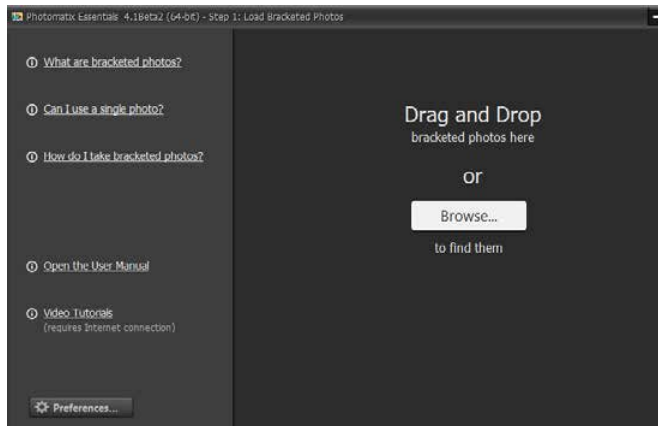 Photomatix Essentials 4.1Beta2 (64-bit) - Step 1: Load Bracketed Photos
What are bracketed photos?
Can I use a single photo?
How do I take bracketed photos?
Open the User Manual
Video Tutorials
(requires Internet connection)
Preferences...
Drag and Drop
bracketed photos here
or
Browse...
to find them